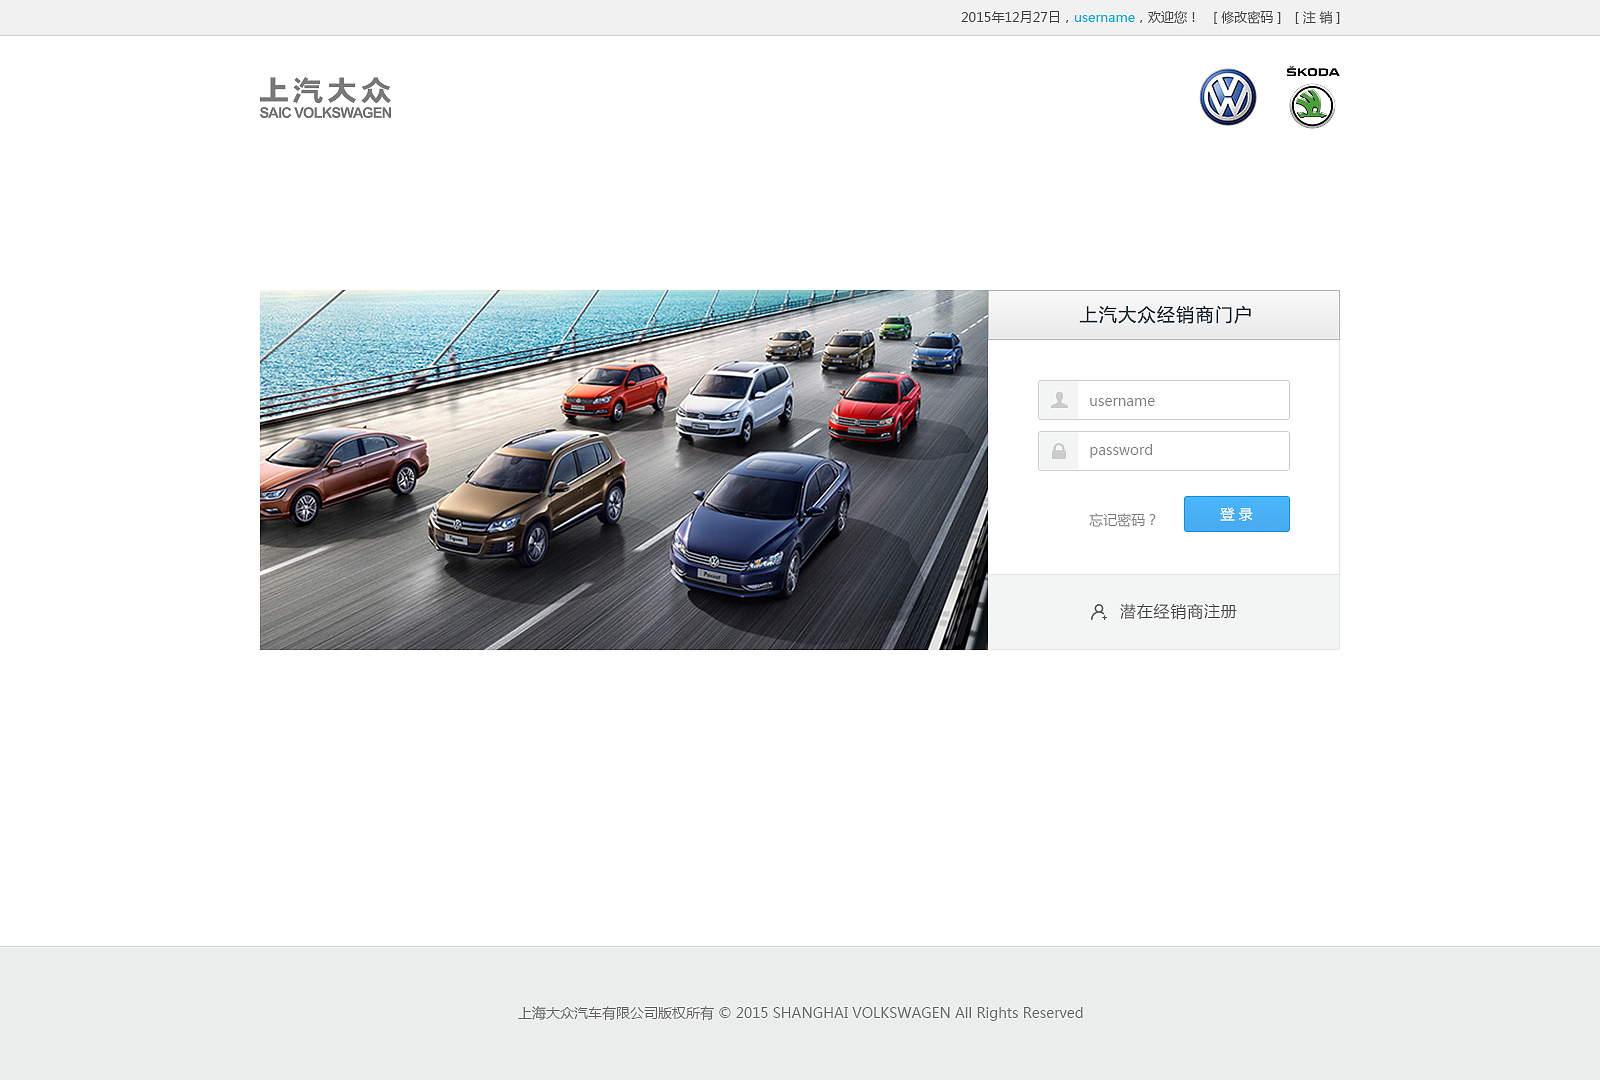 2015年12月27日，username，欢迎您！ [ 修改密码 ] [ 注 销 ]
上汽大众
SAIC VOLKSWAGEN
ŠKODA
上汽大众经销商门户
username
password
忘记密码？
登 录
潜在经销商注册
Tiguan
Passat
上海大众汽车有限公司版权所有 © 2015 SHANGHAI VOLKSWAGEN All Rights Reserved